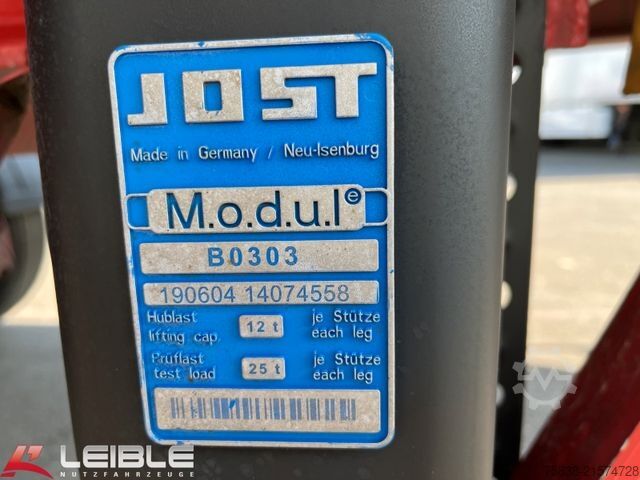 JOST
Made in Germany / Neu-Isenburg
M.o.d.u.l e
B0303
190604 14074558
Hublast 12 t je Stütze
lifting cap. each leg
Prüflast 25 t je Stütze
test load each leg
LEIBLE
NUTZFAHRZEUGE